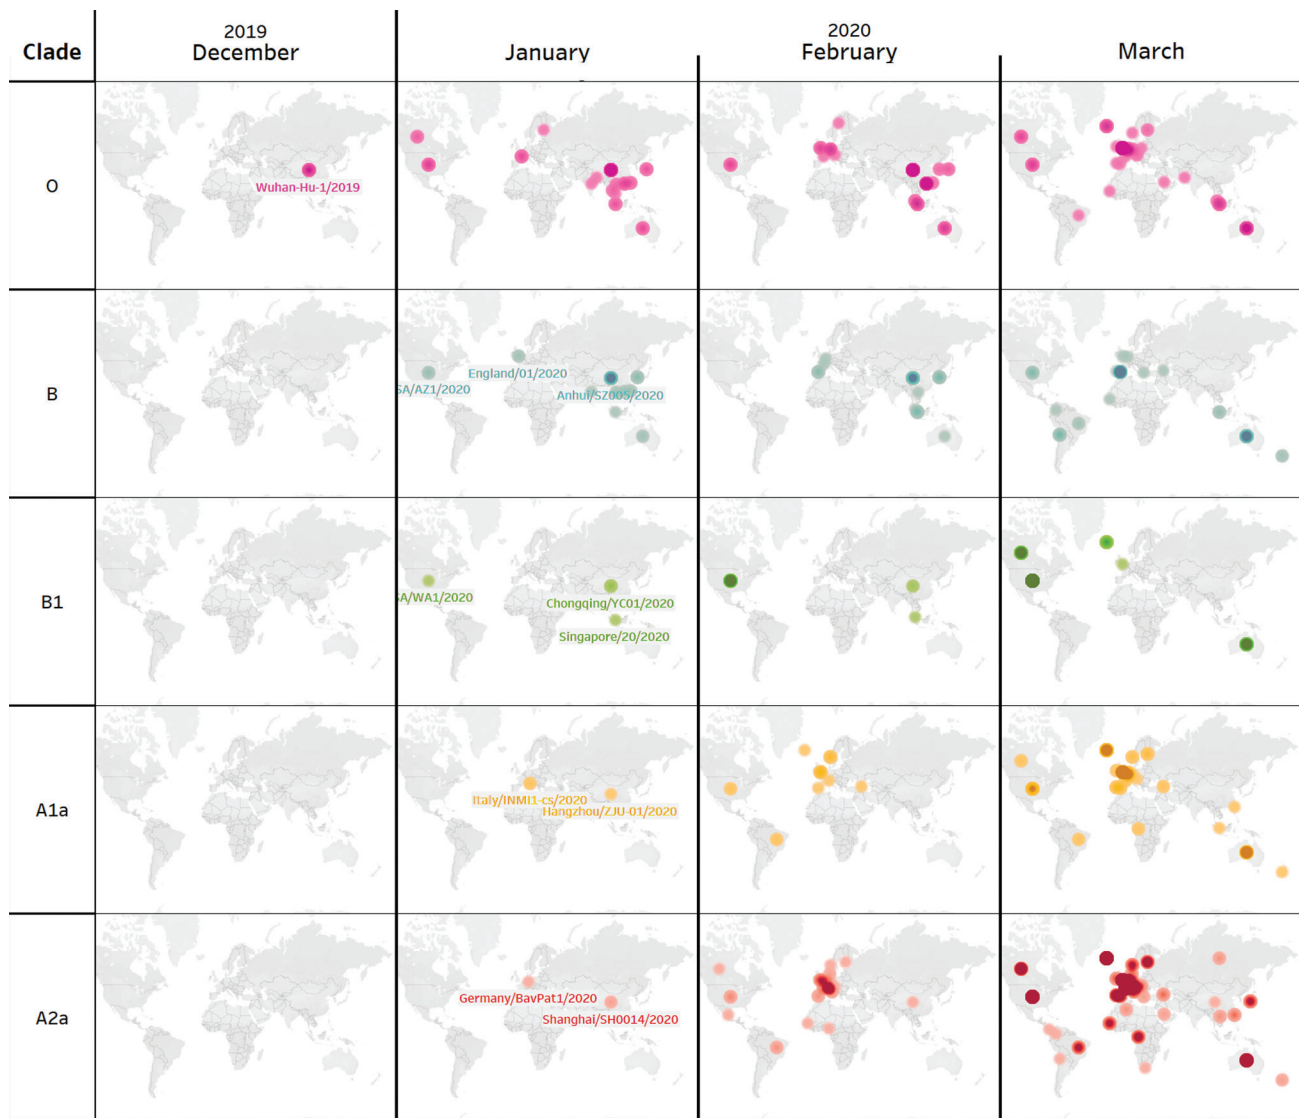 2019
2020
Clade
December
January
February
March
O
Wuhan-Hu-1/2019
B
England/01/2020
SA/AZ1/2020
Anhui/SZ005/2020
B1
SA/WA1/2020
Chongqing/YC01/2020
Singapore/20/2020
A1a
Italy/INMI1-cs/2020
Hangzhou/ZJU-01/2020
A2a
Germany/BavPat1/2020
Shanghai/SH0014/2020